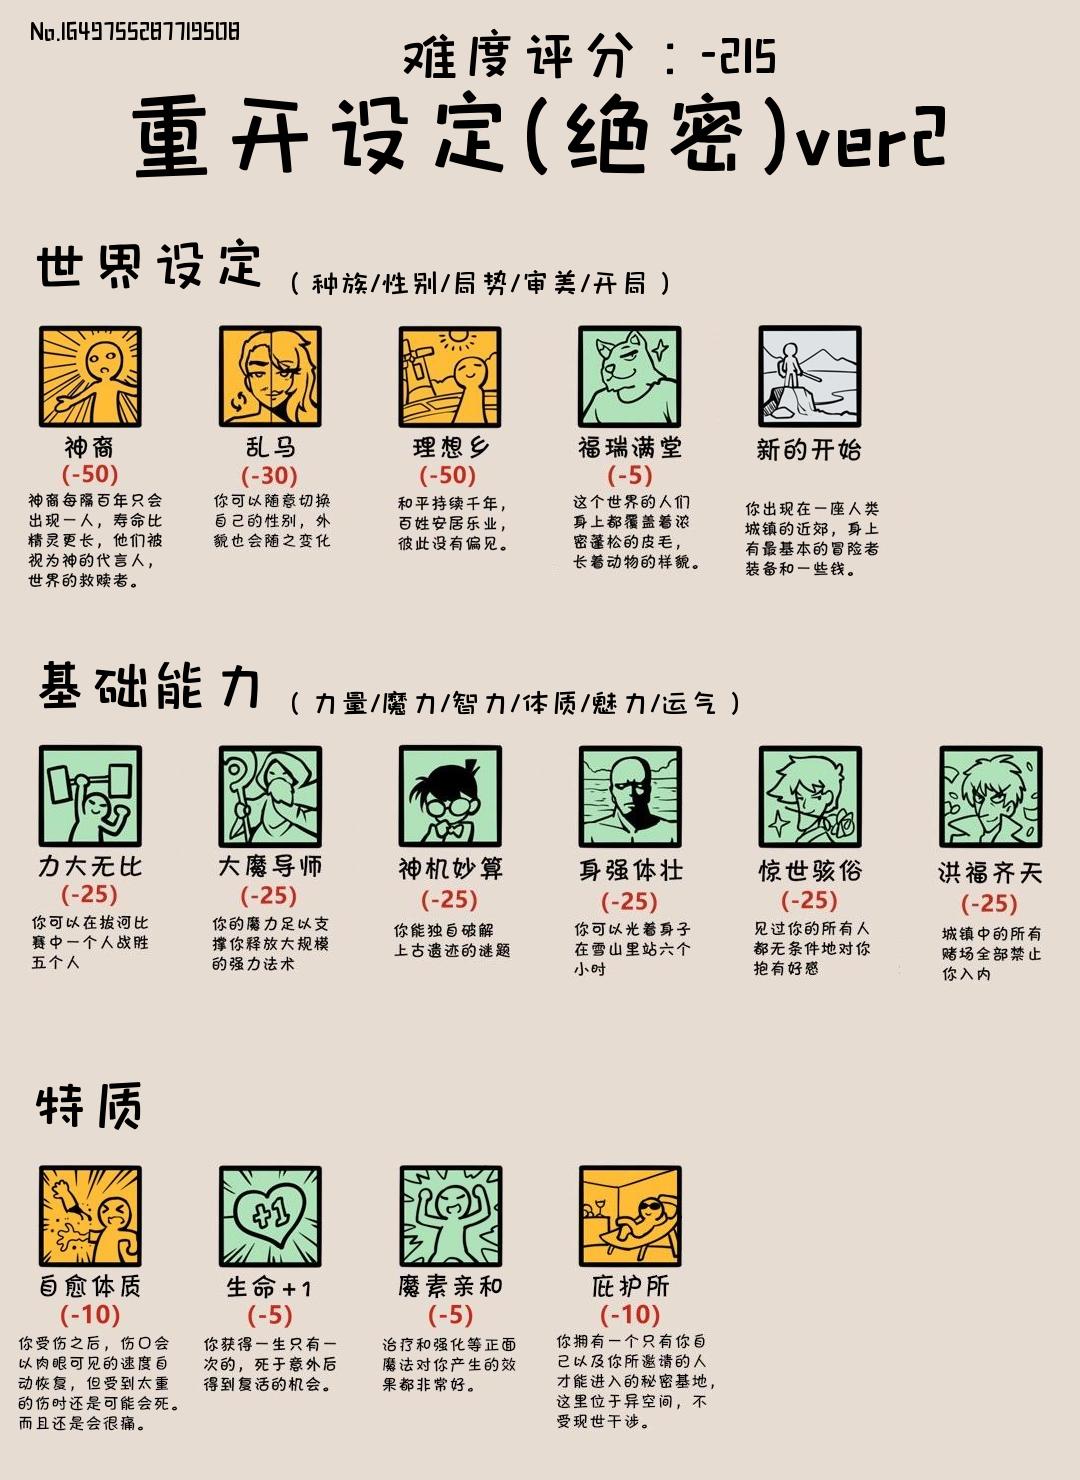 No.1649755287719508
难度评分：-215
重开设定(绝密)ver2
世界设定（种族/性别/局势/审美/开局）
神裔
(-50)
神裔每隔百年只会
出现一人，寿命比
精灵更长，他们被
视为神的代言人，
世界的救赎者。
乱马
(-30)
你可以随意切换
自己的性别，外
貌也会随之变化
理想乡
(-50)
和平持续千年，
百姓安居乐业，
彼此没有偏见。
福瑞满堂
(-5)
这个世界的人们
身上都覆盖着浓
密蓬松的皮毛，
长着动物的样貌。
新的开始
你出现在一座人类
城镇的近郊，身上
有最基本的冒险者
装备和一些钱。
基础能力（力量/魔力/智力/体质/魅力/运气）
力大无比
(-25)
你可以在拔河比
赛中一个人战胜
五个人
大魔导师
(-25)
你的魔力足以支
撑你释放大规模
的强力法术
神机妙算
(-25)
你能独自破解
上古遗迹的谜题
身强体壮
(-25)
你可以光着身子
在雪山里站六个
小时
惊世骇俗
(-25)
见过你的所有人
都无条件地对你
抱有好感
洪福齐天
(-25)
城镇中的所有
赌场全部禁止
你入内
特质
自愈体质
(-10)
你受伤之后，伤口会
以肉眼可见的速度自
动恢复，但受到太重
的伤时还是可能会死。
而且还是会很痛。
+1
生命+1
(-5)
你获得一生只有一
次的，死于意外后
得到复活的机会。
魔素亲和
(-5)
治疗和强化等正面
魔法对你产生的效
果都非常好。
庇护所
(-10)
你拥有一个只有你自
己以及你所邀请的人
才能进入的秘密基地，
这里位于异空间，不
受现世干涉。